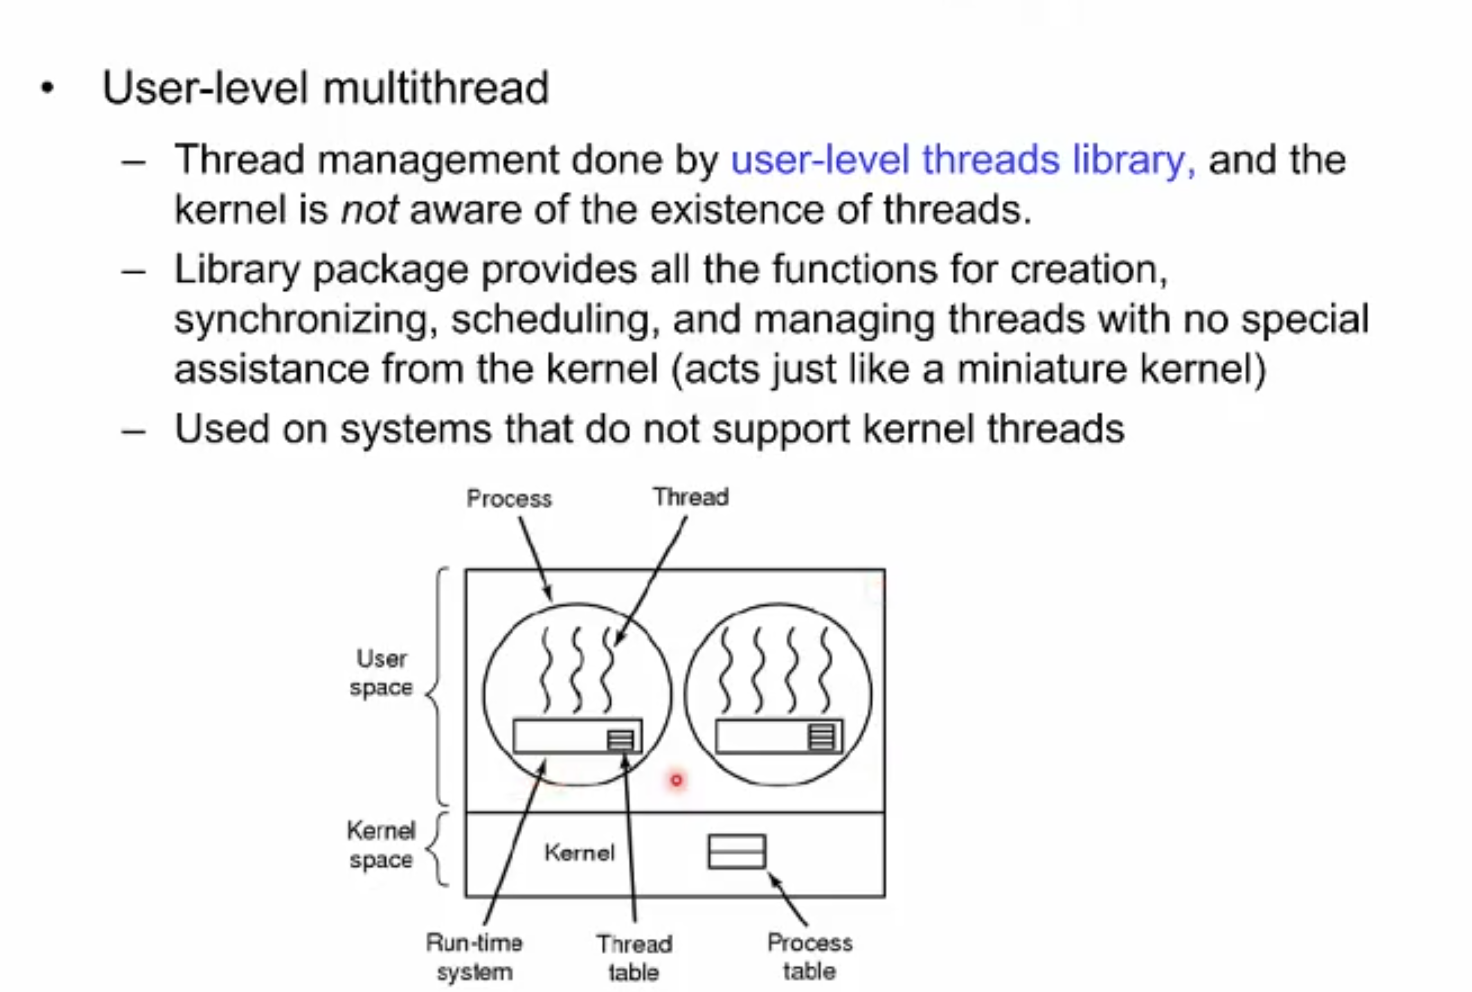 • User-level multithread
– Thread management done by user-level threads library, and the
kernel is not aware of the existence of threads.
– Library package provides all the functions for creation,
synchronizing, scheduling, and managing threads with no special
assistance from the kernel (acts just like a miniature kernel)
– Used on systems that do not support kernel threads
Process
Thread
User
space
Kernel
space
Kernel
Run-time
system
Thread
table
Process
table